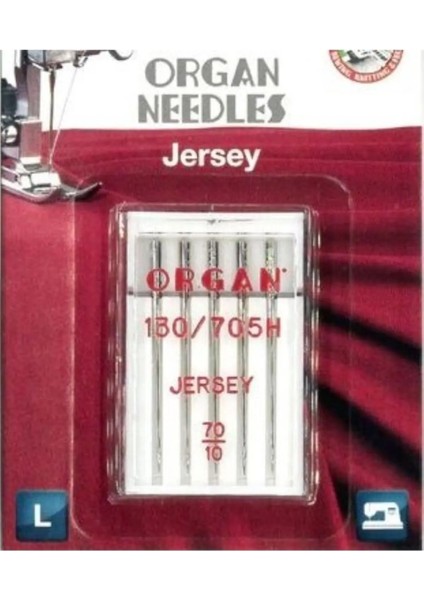 ORGAN
NEEDLES
Jersey
ORGAN
130/705H
JERSEY
70
10
L